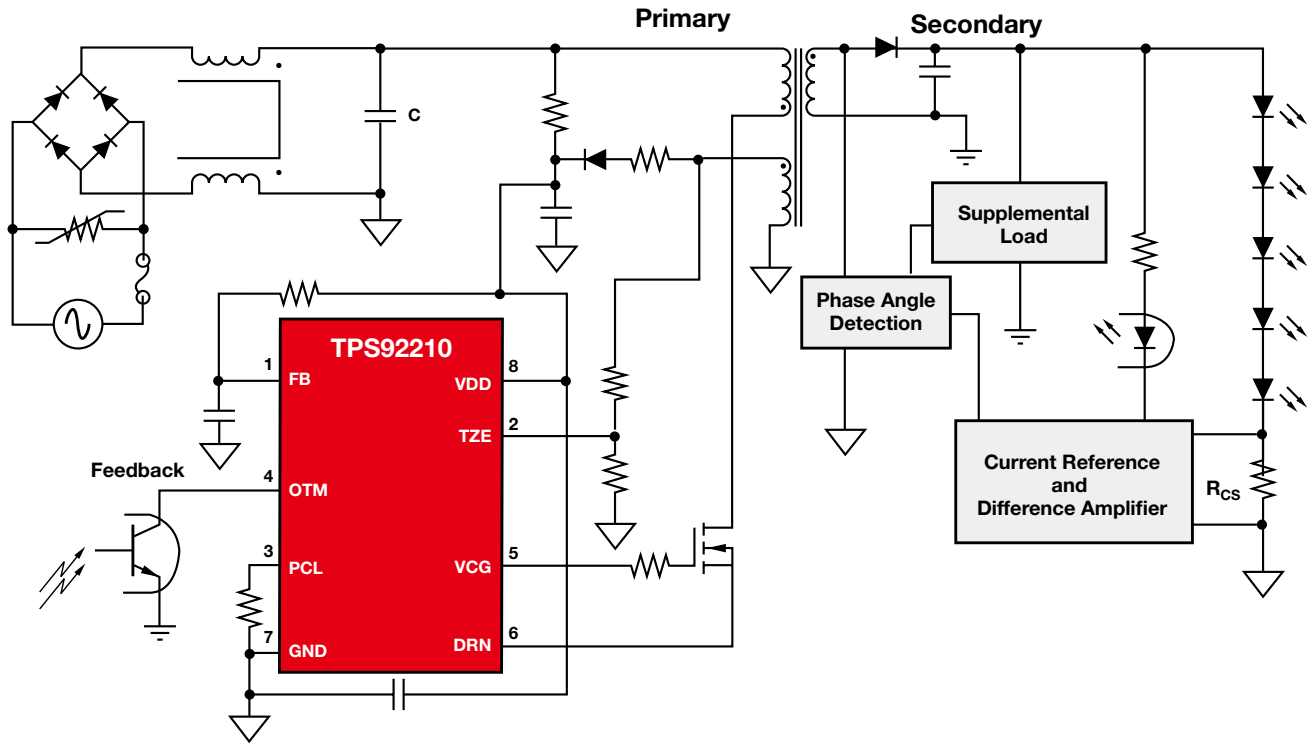 Primary
Secondary
C
Supplemental
Load
Phase Angle
Detection
TPS92210
1
FB
8
VDD
2
TZE
Feedback
4
OTM
3
PCL
5
VCG
7
GND
6
DRN
Current Reference
and
Difference Amplifier
RCS